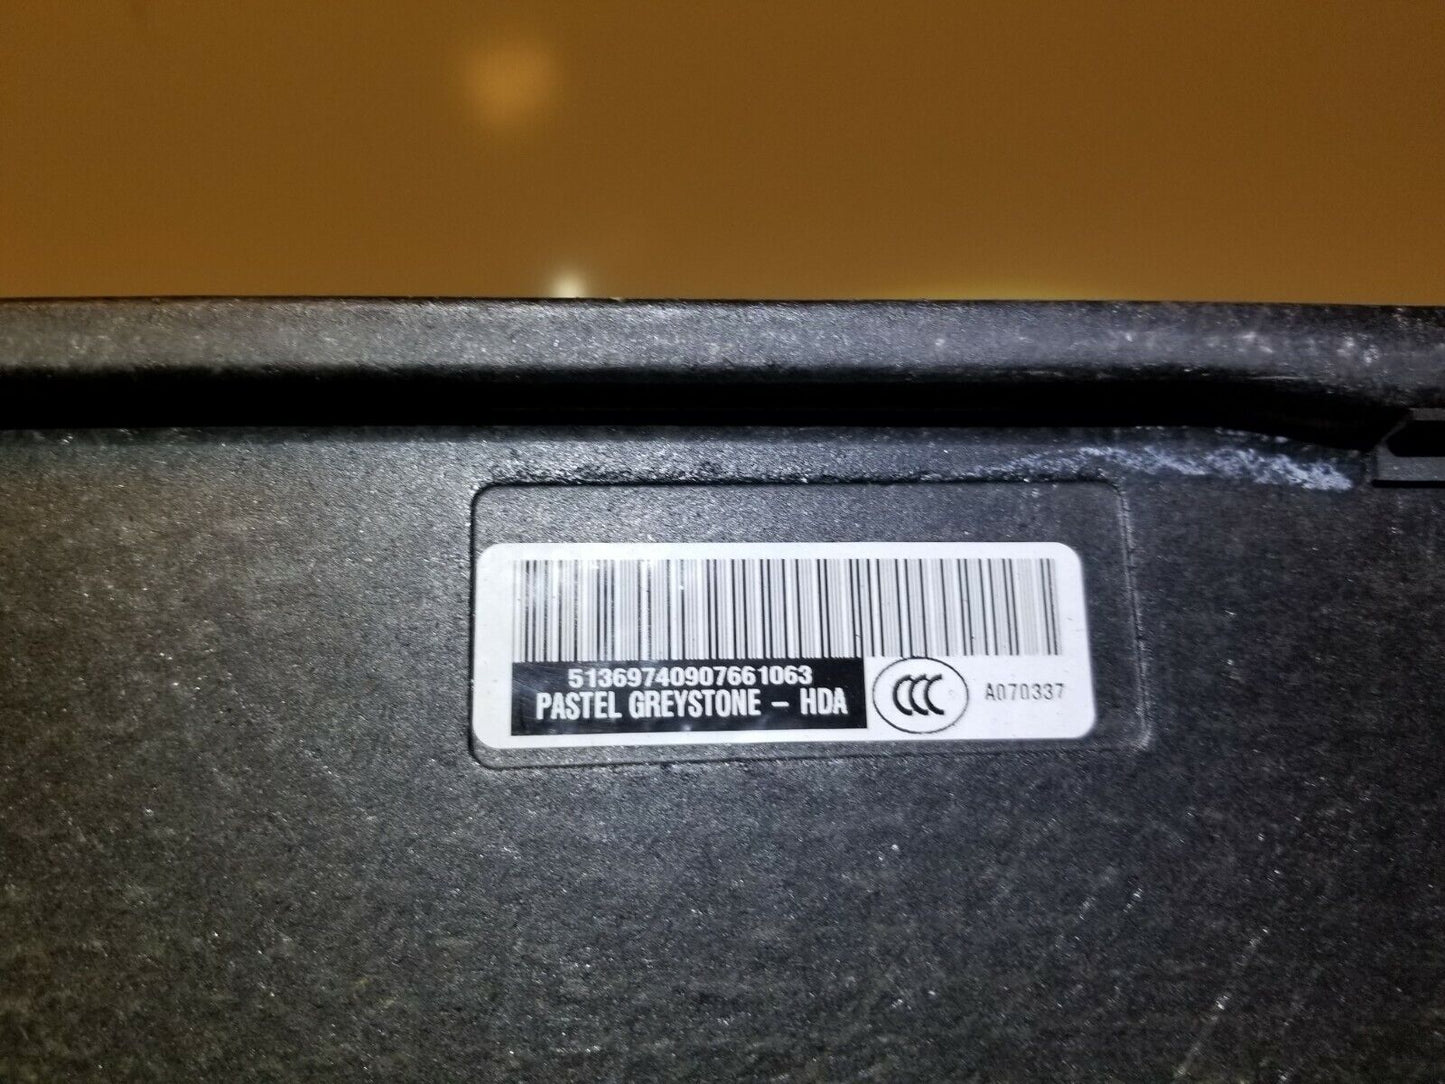 51369740907661063
PASTEL GREYSTONE - HDA
CCC
A070337